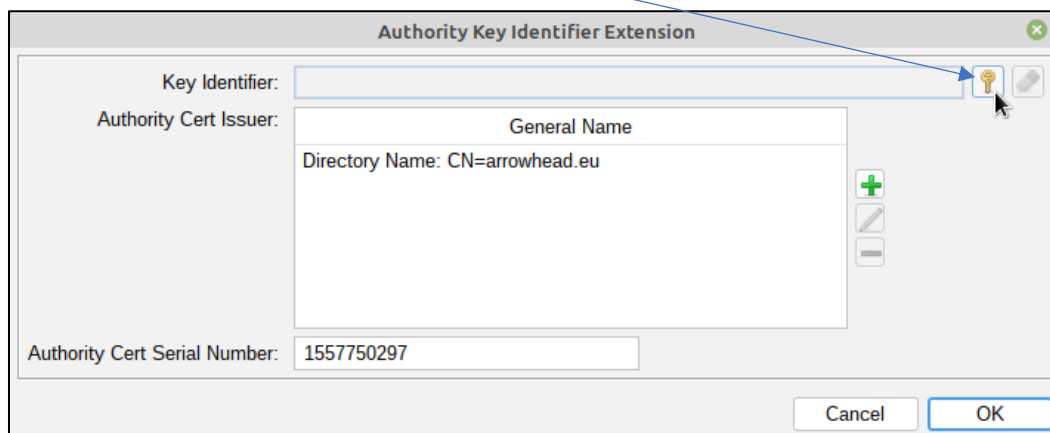 Authority Key Identifier Extension
Key Identifier:
Authority Cert Issuer:
General Name
Directory Name: CN=arrowhead.eu
Authority Cert Serial Number: 1557750297
Cancel OK